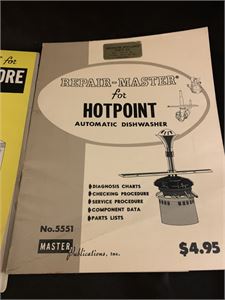 for
ORE
REPAIR-MASTER®
for
HOTPOINT
AUTOMATIC DISHWASHER
DIAGNOSIS CHARTS
CHECKING PROCEDURE
SERVICE PROCEDURE
COMPONENT DATA
PARTS LISTS
No. 5551
MASTER
Publications, Inc.
$4.95